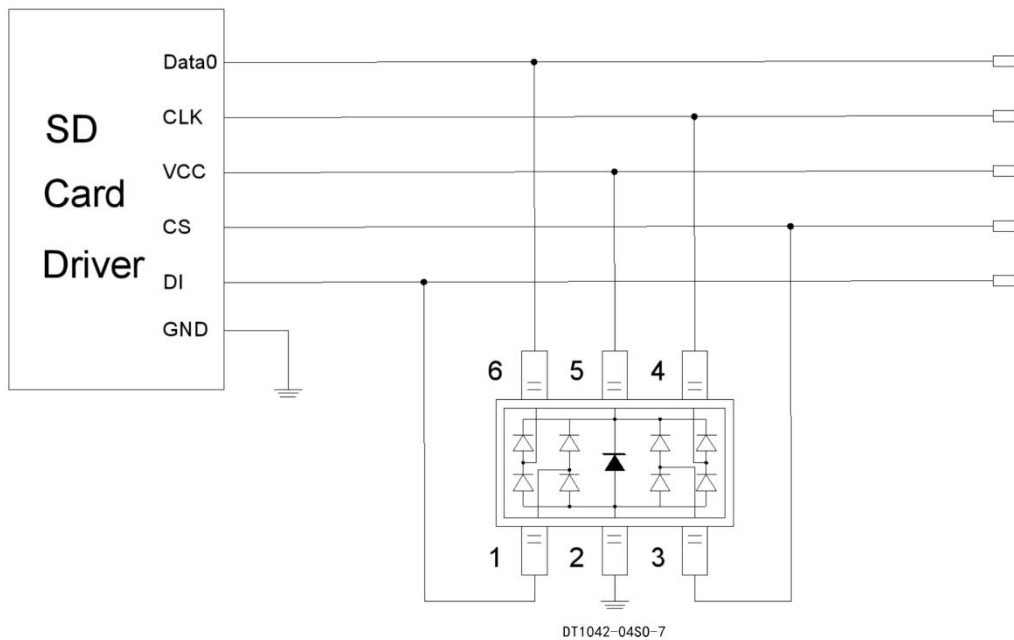 Data0
CLK
SD
VCC
Card
CS
Driver
DI
GND
6 5 4
1 2 3
DT1042-04SO-7